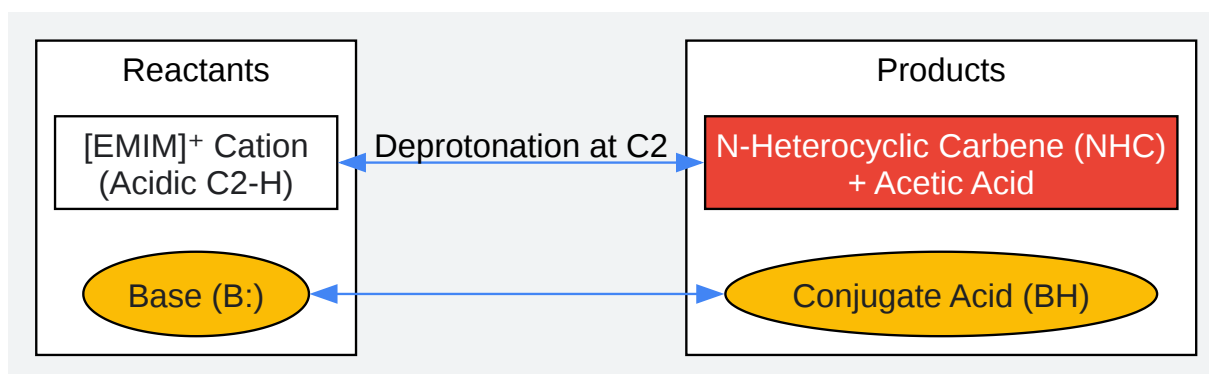 Reactants
[EMIM]⁺ Cation
(Acidic C2-H)
Base (B:)
Deprotonation at C2
Products
N-Heterocyclic Carbene (NHC)
+ Acetic Acid
Conjugate Acid (BH)